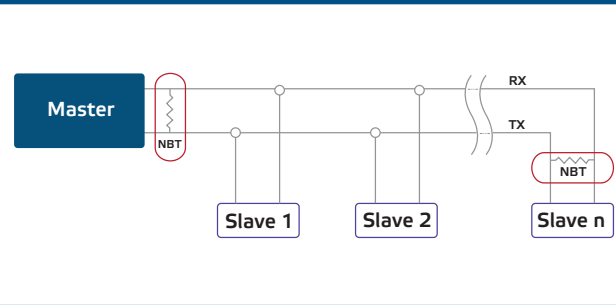 RX
Master
TX
NBT
NBT
Slave 1
Slave 2
Slave n